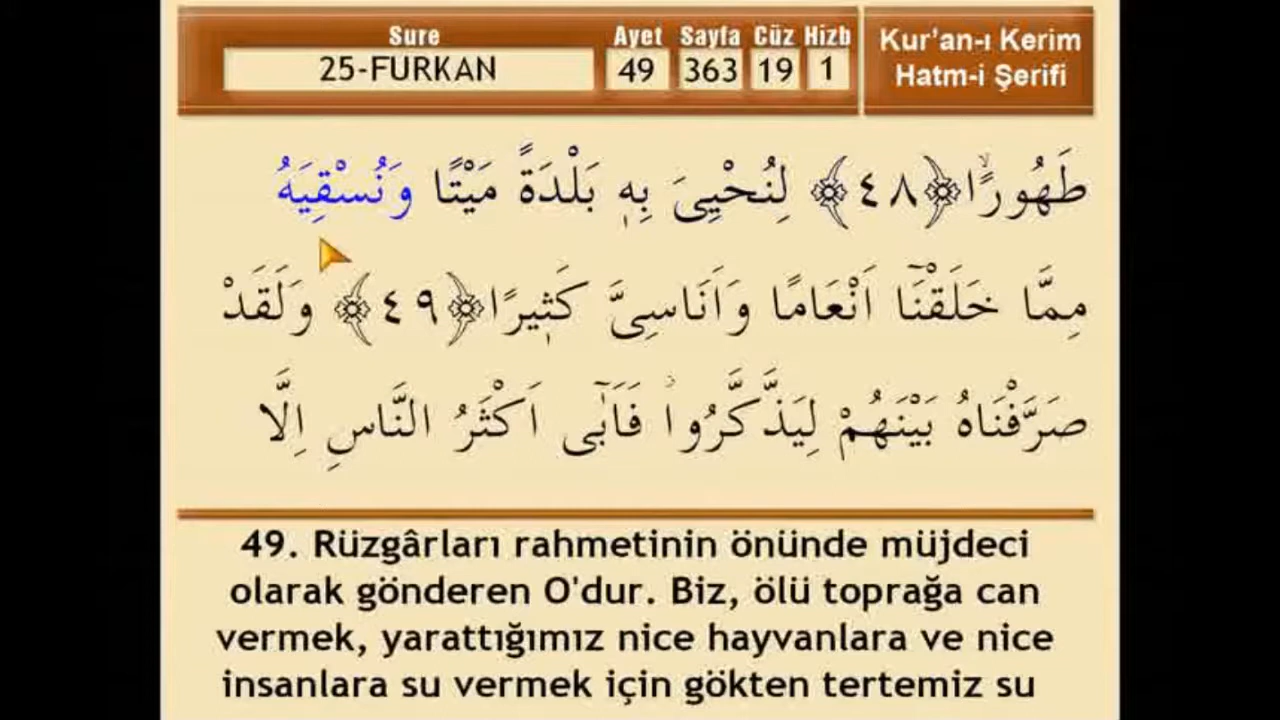 Sure Ayet Sayfa Cüz Hizb
25-FURKAN 49 363 19 1
Kur'an-ı Kerim
Hatm-i Şerifi
طَهُورًاۙ ﴿٤٨﴾ لِنُحْيِىَ بِهٖ بَلْدَةً مَيْتًا وَنُسْقِيَهُ
مِمَّا خَلَقْنَٓا اَنْعَامًا وَاَنَاسِىَّ كَثٖيرًا ﴿٤٩﴾ وَلَقَدْ
صَرَّفْنَاهُ بَيْنَهُمْ لِيَذَّكَّرُواۘ فَاَبٰٓى اَكْثَرُ النَّاسِ اِلَّا
49. Rüzgârları rahmetinin önünde müjdeci
olarak gönderen O'dur. Biz, ölü toprağa can
vermek, yarattığımız nice hayvanlara ve nice
insanlara su vermek için gökten tertemiz su